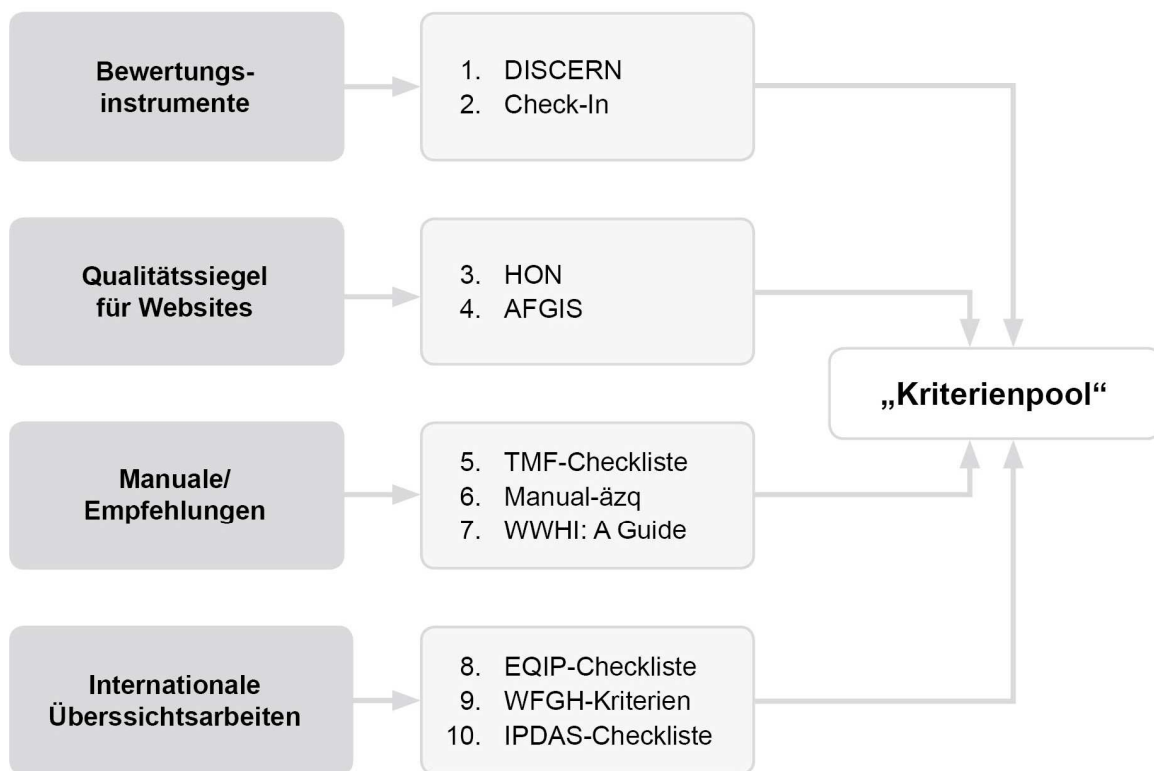 Bewertungs-
instrumente
1. DISCERN
2. Check-In
Qualitätssiegel
für Websites
3. HON
4. AFGIS
„Kriterienpool“
Manuale/
Empfehlungen
5. TMF-Checkliste
6. Manual-äzq
7. WWHI: A Guide
Internationale
Überssichtsarbeiten
8. EQIP-Checkliste
9. WFGH-Kriterien
10. IPDAS-Checkliste